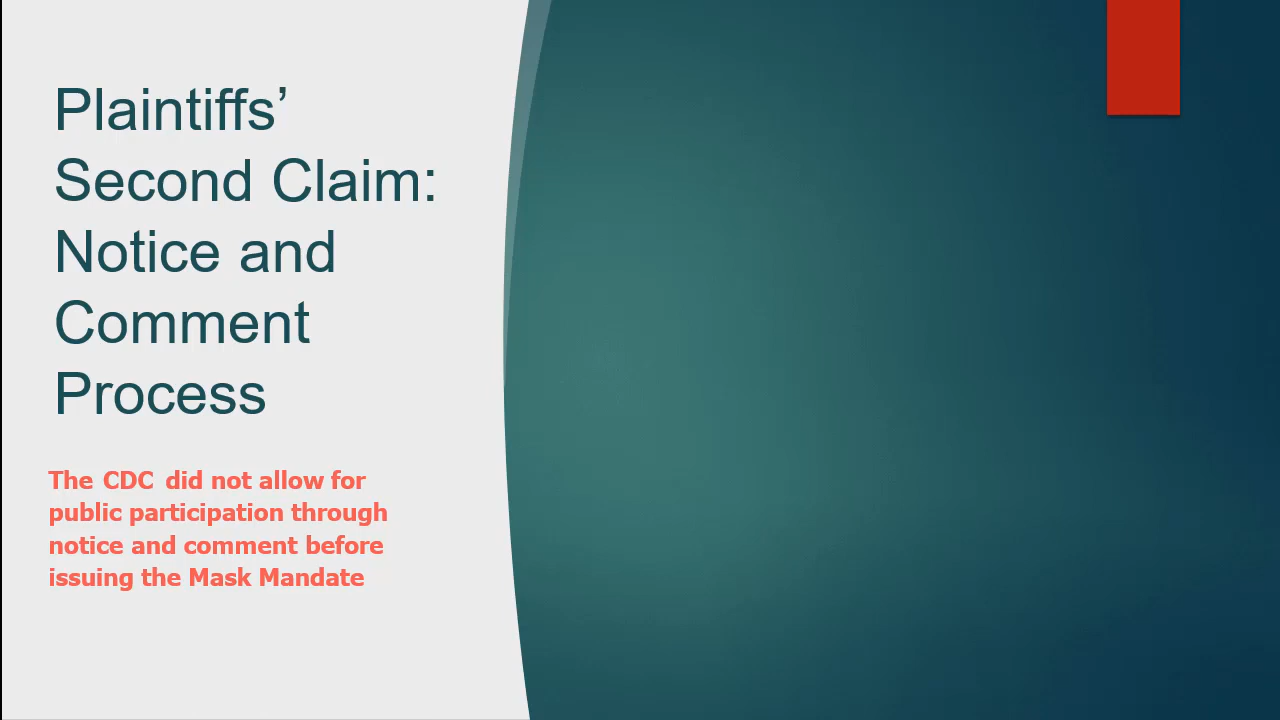 Plaintiffs’
Second Claim:
Notice and
Comment
Process
The CDC did not allow for
public participation through
notice and comment before
issuing the Mask Mandate